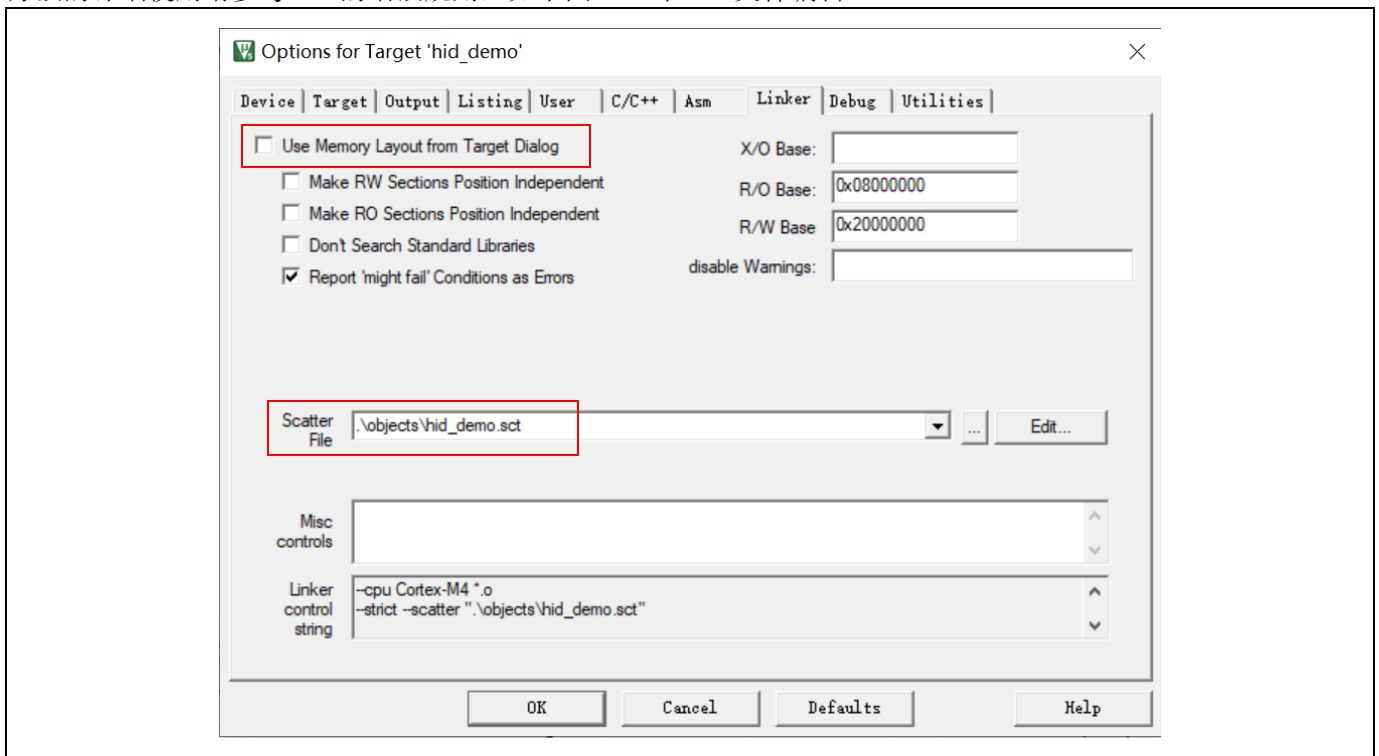 Options for Target 'hid_demo'
Device Target Output Listing User C/C++ Asm Linker Debug Utilities
Use Memory Layout from Target Dialog
X/O Base:
Make RW Sections Position Independent
R/O Base: 0x08000000
Make RO Sections Position Independent
R/W Base 0x20000000
Don't Search Standard Libraries
disable Warnings:
Report 'might fail' Conditions as Errors
Scatter
File
.\objects\hid_demo.sct
...
Edit...
Misc
controls
Linker
control
string
--cpu Cortex-M4 *.o
--strict --scatter ".\objects\hid_demo.sct"
OK Cancel Defaults Help